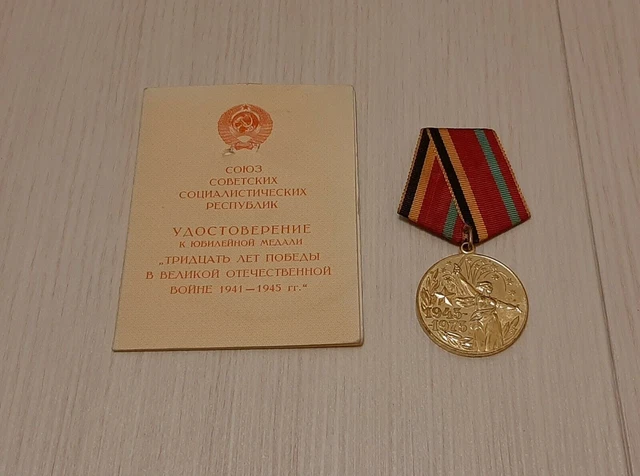 СОЮЗ
СОВЕТСКИХ
СОЦИАЛИСТИЧЕСКИХ
РЕСПУБЛИК
УДОСТОВЕРЕНИЕ
К ЮБИЛЕЙНОЙ МЕДАЛИ
„ТРИДЦАТЬ ЛЕТ ПОБЕДЫ
В ВЕЛИКОЙ ОТЕЧЕСТВЕННОЙ
ВОЙНЕ 1941—1945 гг."
1945-
-1975